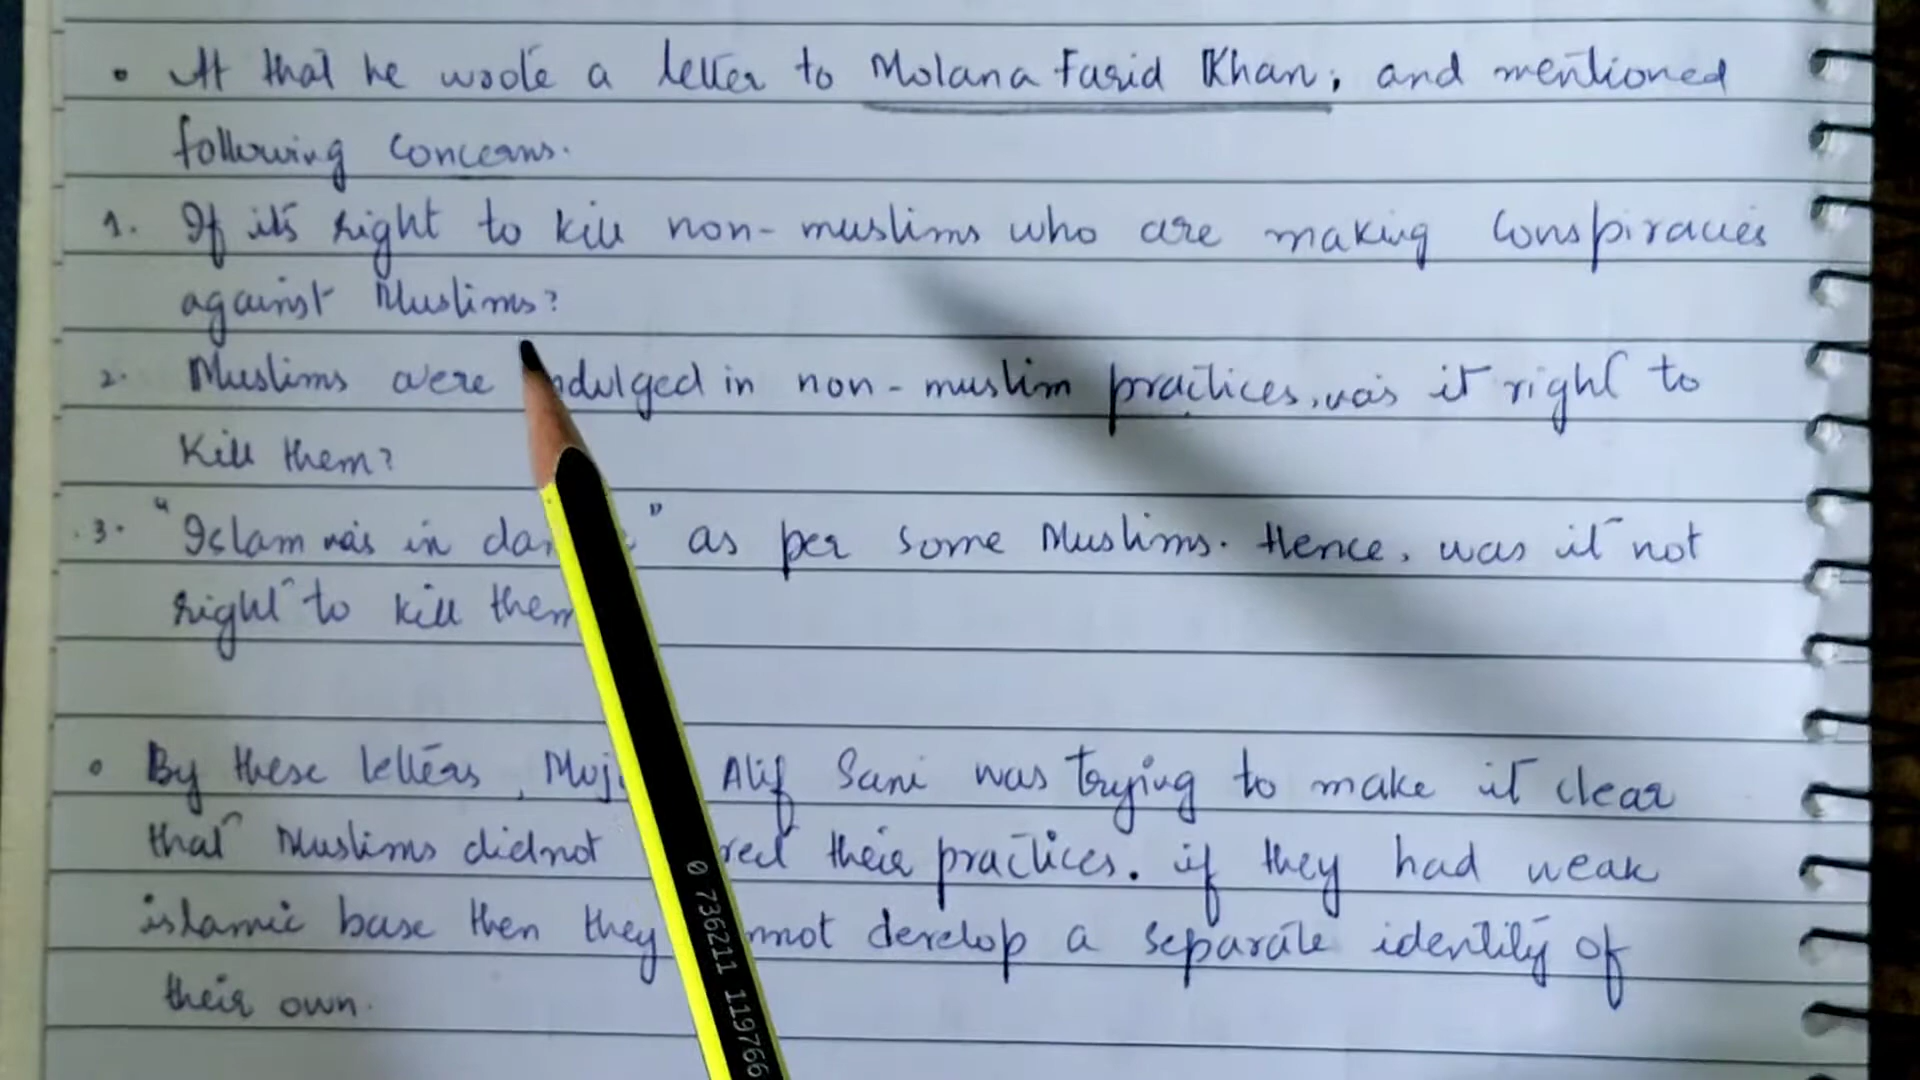 • At that he wrote a letter to Molana Farid Khan, and mentioned
following concerns.
1. If it's right to kill non-muslims who are making conspiracies
against Muslims?
2. Muslims were indulged in non-muslim practices, was it right to
kill them?
3. "Islam was in da " as per some Muslims. Hence, was it not
right to kill them
• By these letters, Alif Sani was trying to make it clear
that Muslims didnot their practices. if they had weak
islamic base then they develop a separate identity of
their own.
0 736211 119766